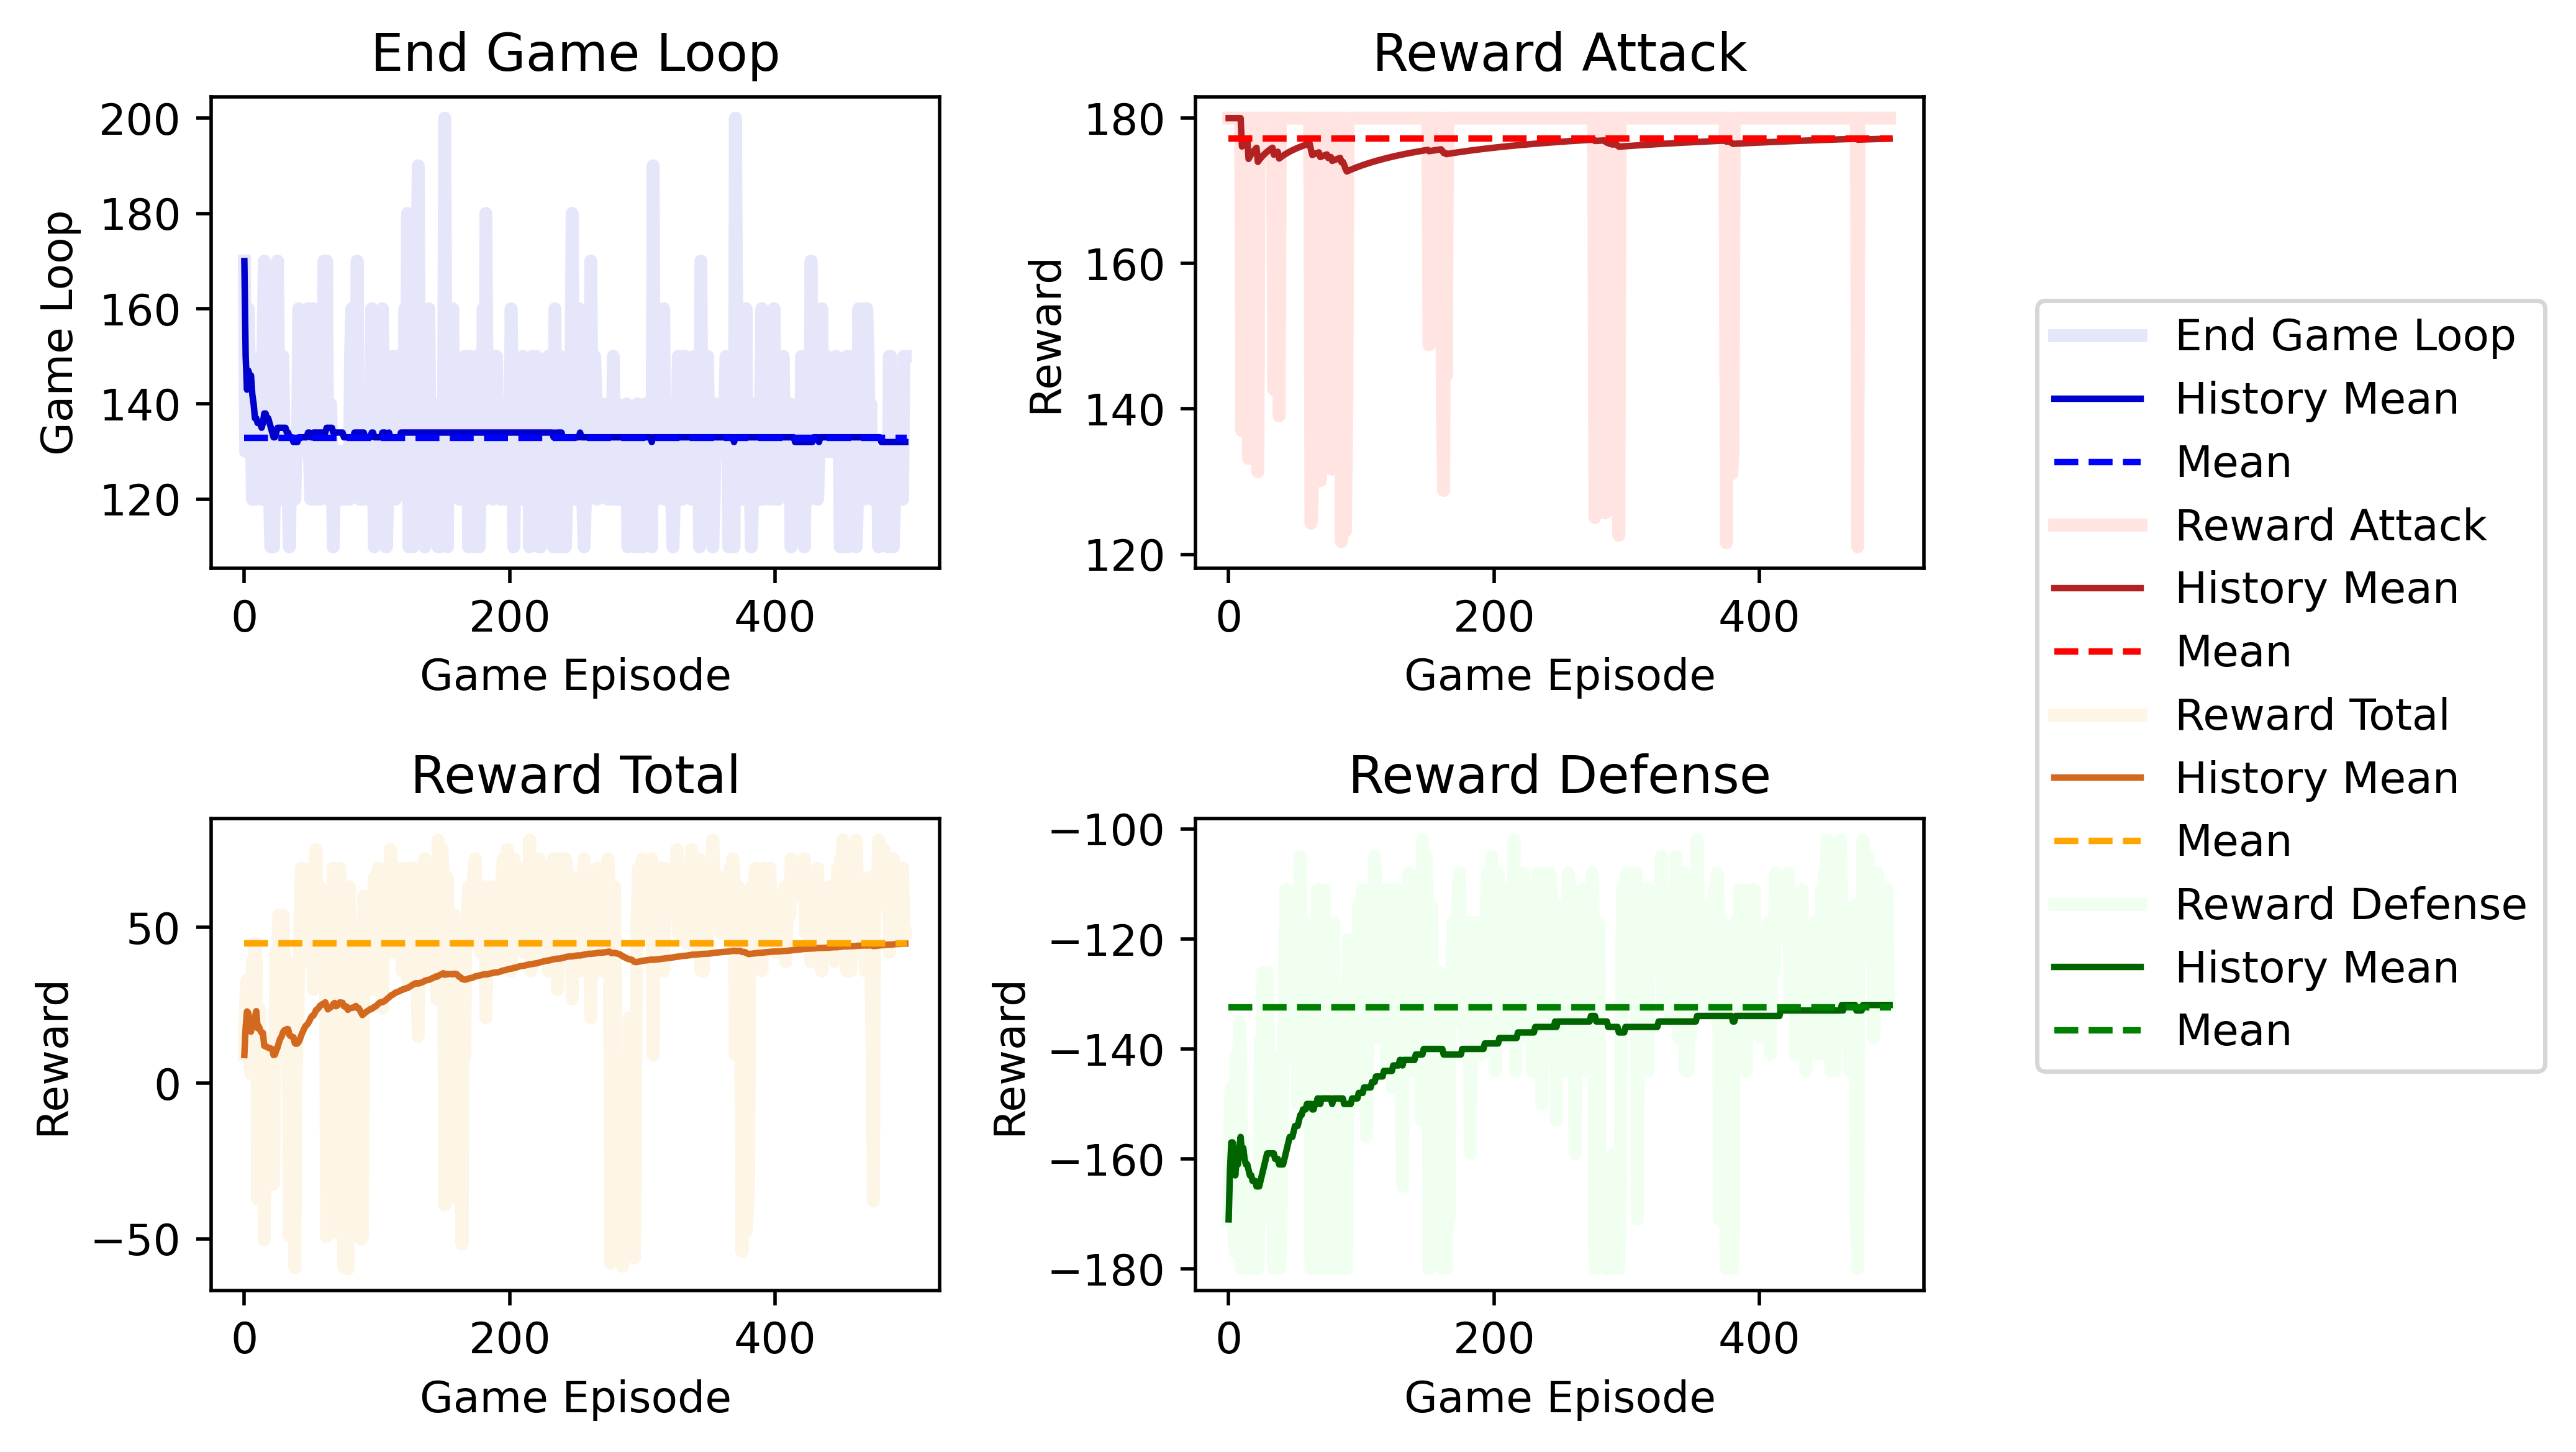 End Game Loop
200
180
160
140
120
Game Loop
0 200 400
Game Episode
Reward Attack
180
160
140
120
Reward
0 200 400
Game Episode
Reward Total
50
0
−50
Reward
0 200 400
Game Episode
Reward Defense
−100
−120
−140
−160
−180
Reward
0 200 400
Game Episode
End Game Loop
History Mean
Mean
Reward Attack
History Mean
Mean
Reward Total
History Mean
Mean
Reward Defense
History Mean
Mean